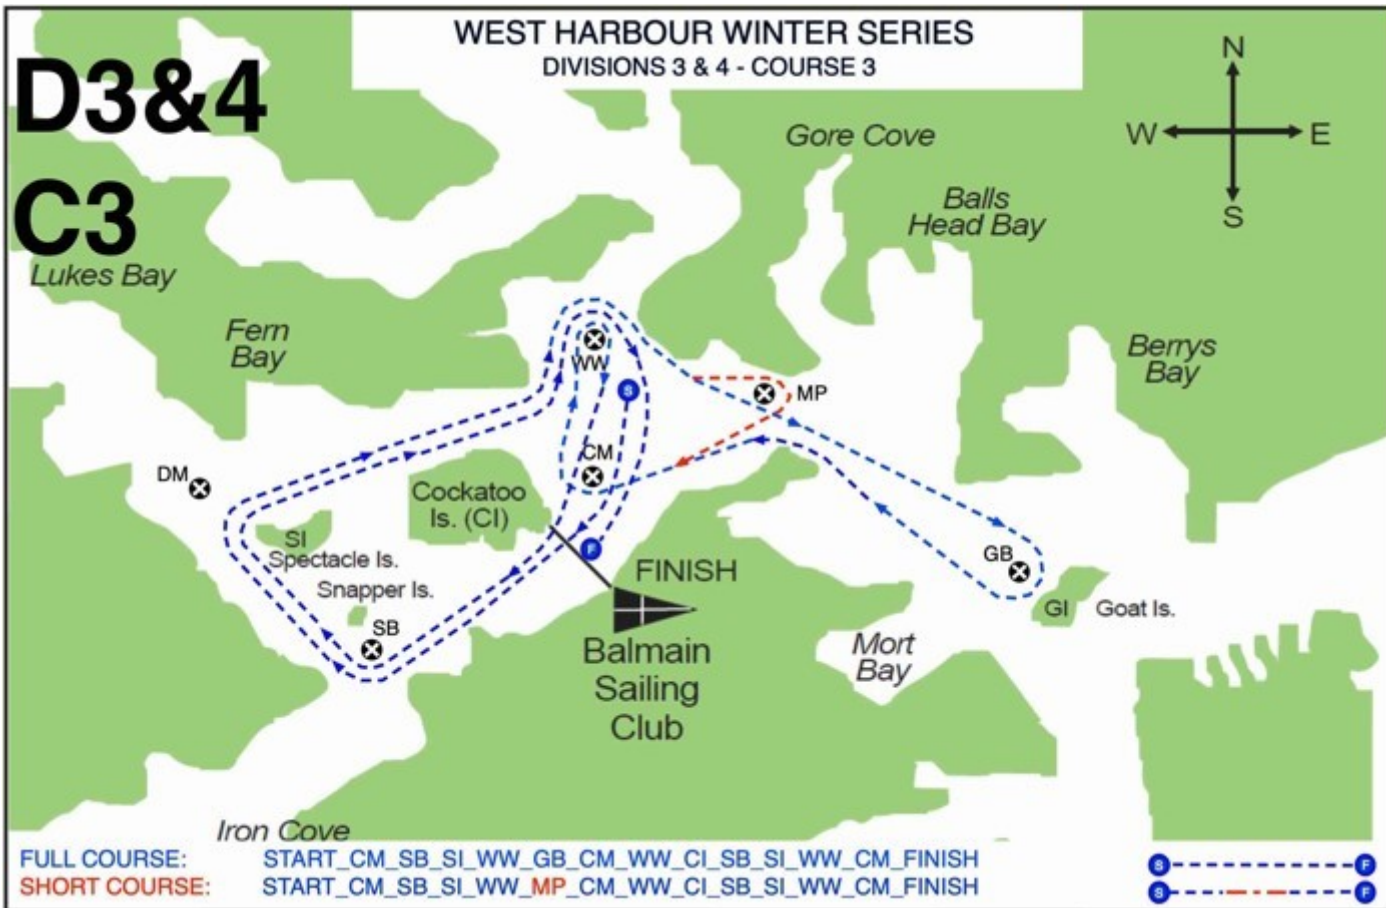 WEST HARBOUR WINTER SERIES
DIVISIONS 3 & 4 - COURSE 3
D3&4
C3
N
W E
S
Gore Cove
Balls
Head Bay
Lukes Bay
Fern
Bay
Berrys
Bay
WW
S
MP
CM
DM
Cockatoo
Is. (CI)
SI
Spectacle Is.
Snapper Is.
SB
F
FINISH
GB
GI Goat Is.
Balmain
Sailing
Club
Mort
Bay
Iron Cove
FULL COURSE: START_CM_SB_SI_WW_GB_CM_WW_CI_SB_SI_WW_CM_FINISH S F
SHORT COURSE: START_CM_SB_SI_WW_MP_CM_WW_CI_SB_SI_WW_CM_FINISH S F